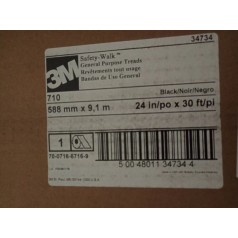 34734
3M
Safety-Walk™
General Purpose Treads
Revêtements tout usage
Bandas de Uso General
710
Black/Noir/Negro
588 mm x 9,1 m
24 in/po x 30 ft/pi
1
5 00 48011 34734 4